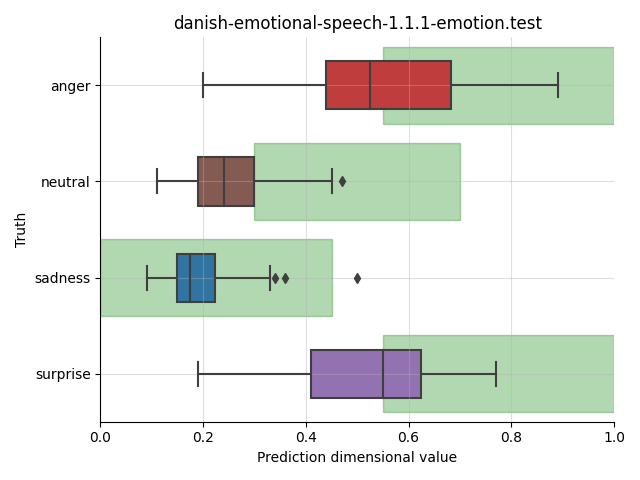 danish-emotional-speech-1.1.1-emotion.test
Truth
anger
neutral
sadness
surprise
0.0 0.2 0.4 0.6 0.8 1.0
Prediction dimensional value